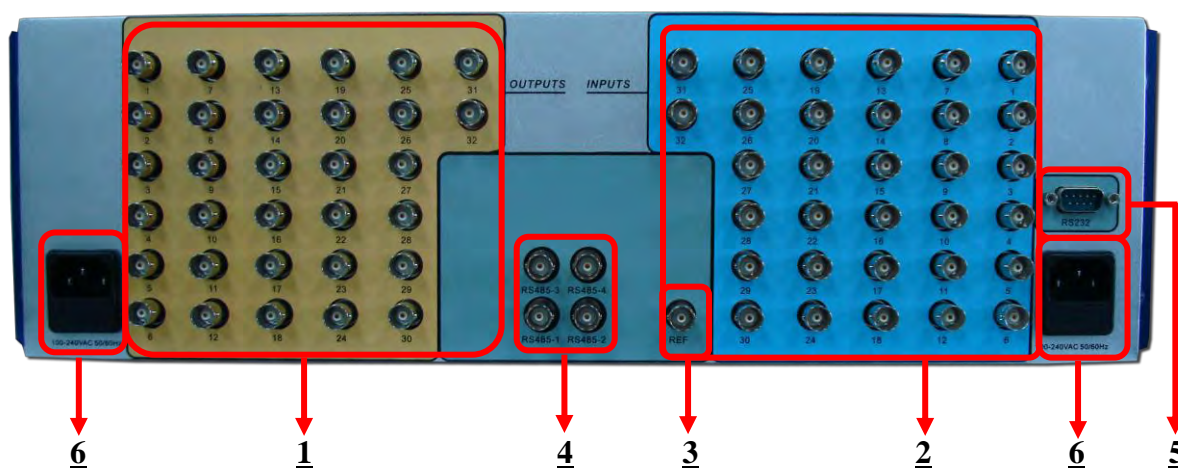 OUTPUTS INPUTS
1 7 13 19 25 31
31 25 19 13 7 1
2 8 14 20 26 32
32 26 20 14 8 2
3 9 15 21 27
27 21 15 9 3
RS232
4 10 16 22 28
28 22 16 10 4
5 11 17 23 29
RS485-3 RS485-4
29 23 17 11 5
6 12 18 24 30
RS485-1 RS485-2
REF
30 24 18 12 6
100-240VAC 50/60Hz
00-240VAC 50/60Hz
6 1 4 3 2 6 5